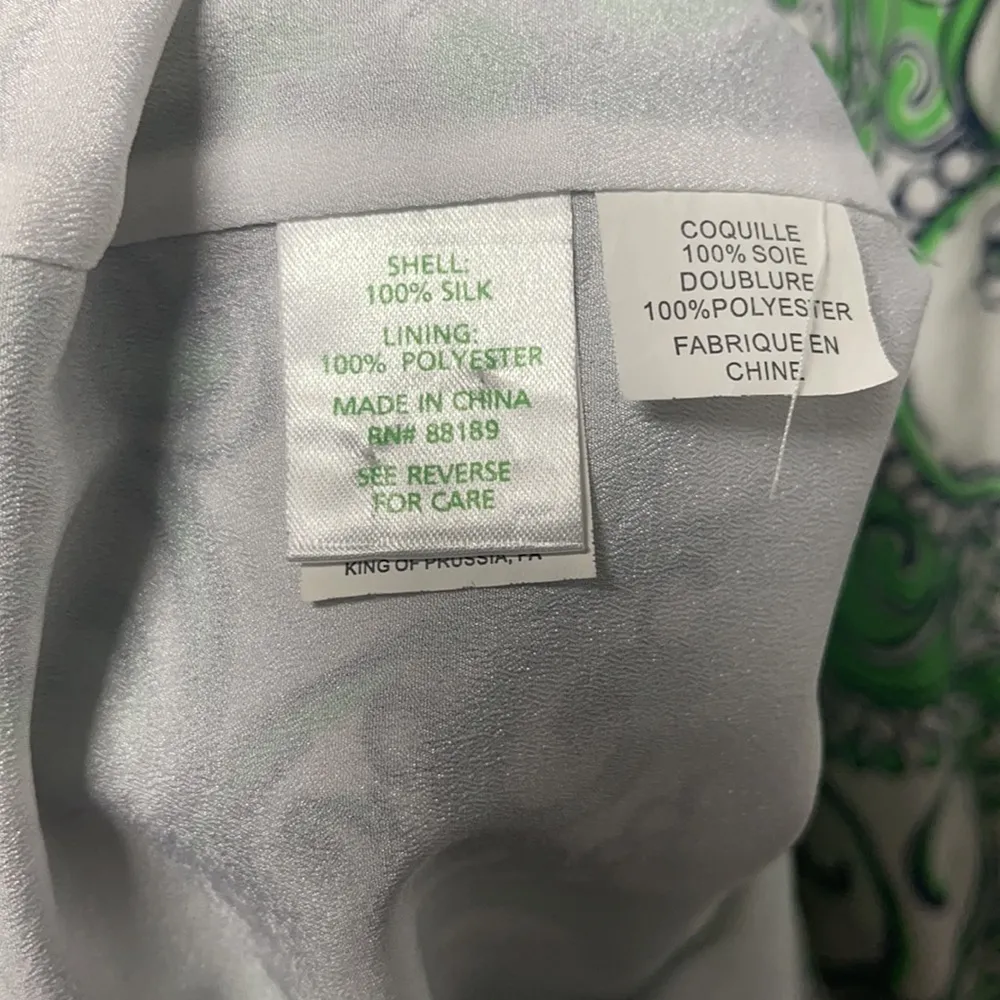 SHELL:
100% SILK
LINING:
100% POLYESTER
MADE IN CHINA
RN# 88189
SEE REVERSE
FOR CARE
KING OF PRUSSIA, PA
COQUILLE
100% SOIE
DOUBLURE
100%POLYESTER
FABRIQUE EN
CHINE